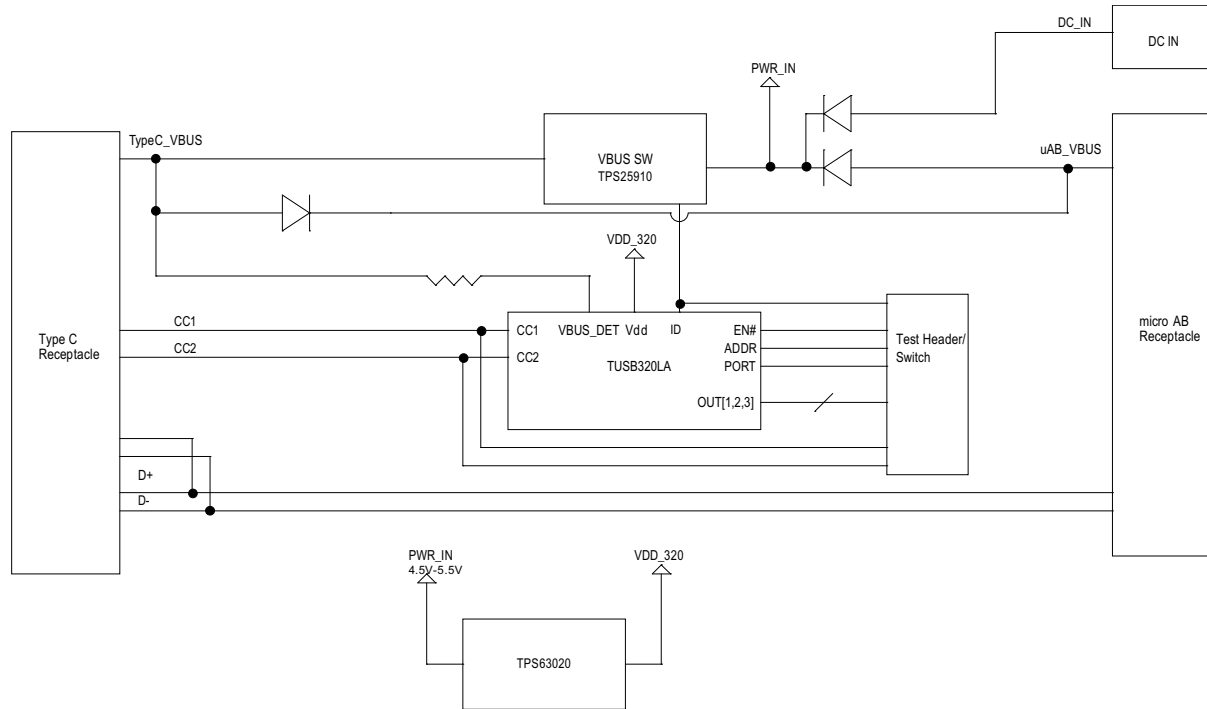 DC_IN
DC IN
PWR_IN
TypeC_VBUS
VBUS SW
TPS25910
uAB_VBUS
VDD_320
Type C
Receptacle
CC1
CC2
CC1
CC2
VBUS_DET
Vdd
ID
TUSB320LA
EN#
ADDR
PORT
OUT[1,2,3]
Test Header/
Switch
micro AB
Receptacle
D+
D-
PWR_IN
4.5V-5.5V
VDD_320
TPS63020